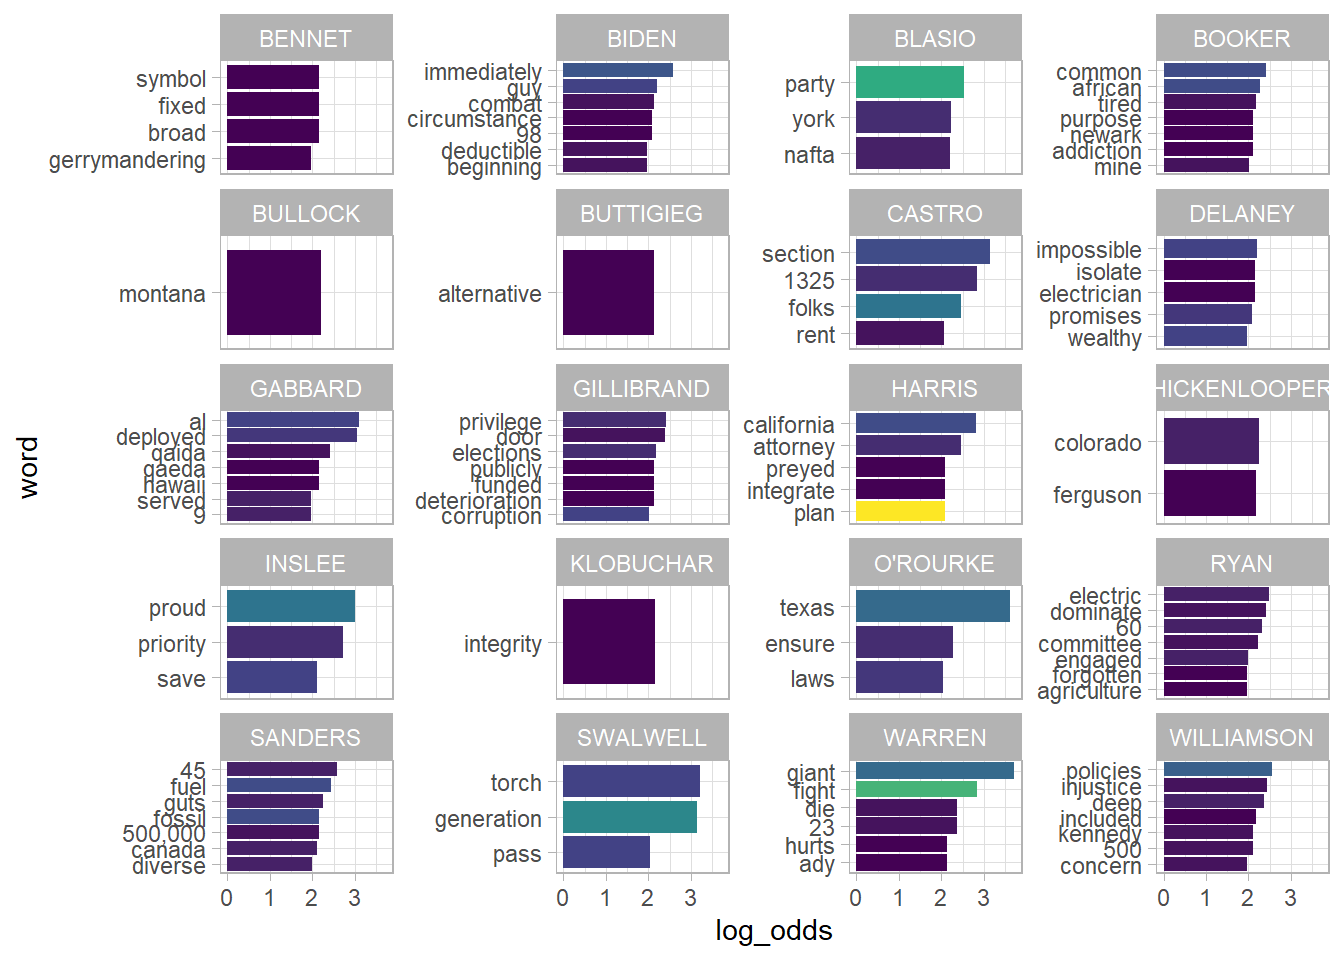 BENNET
symbol
fixed
broad
gerrymandering
BIDEN
immediately
guy
combat
circumstance
98
deductible
beginning
BLASIO
party
york
nafta
BOOKER
common
african
tired
purpose
newark
addiction
mine
BULLOCK
montana
BUTTIGIEG
alternative
CASTRO
section
1325
folks
rent
DELANEY
impossible
isolate
electrician
promises
wealthy
GABBARD
al
deployed
qaida
qaeda
hawaii
served
9
GILLIBRAND
privilege
door
elections
publicly
funded
deterioration
corruption
HARRIS
california
attorney
preyed
integrate
plan
HICKENLOOPER
colorado
ferguson
INSLEE
proud
priority
save
KLOBUCHAR
integrity
O'ROURKE
texas
ensure
laws
RYAN
electric
dominate
60
committee
engaged
forgotten
agriculture
SANDERS
45
fuel
guts
fossil
500,000
canada
diverse
0 1 2 3
SWALWELL
torch
generation
pass
0 1 2 3
WARREN
giant
fight
die
23
hurts
ady
0 1 2 3
WILLIAMSON
policies
injustice
deep
included
kennedy
500
concern
0 1 2 3
log_odds
word